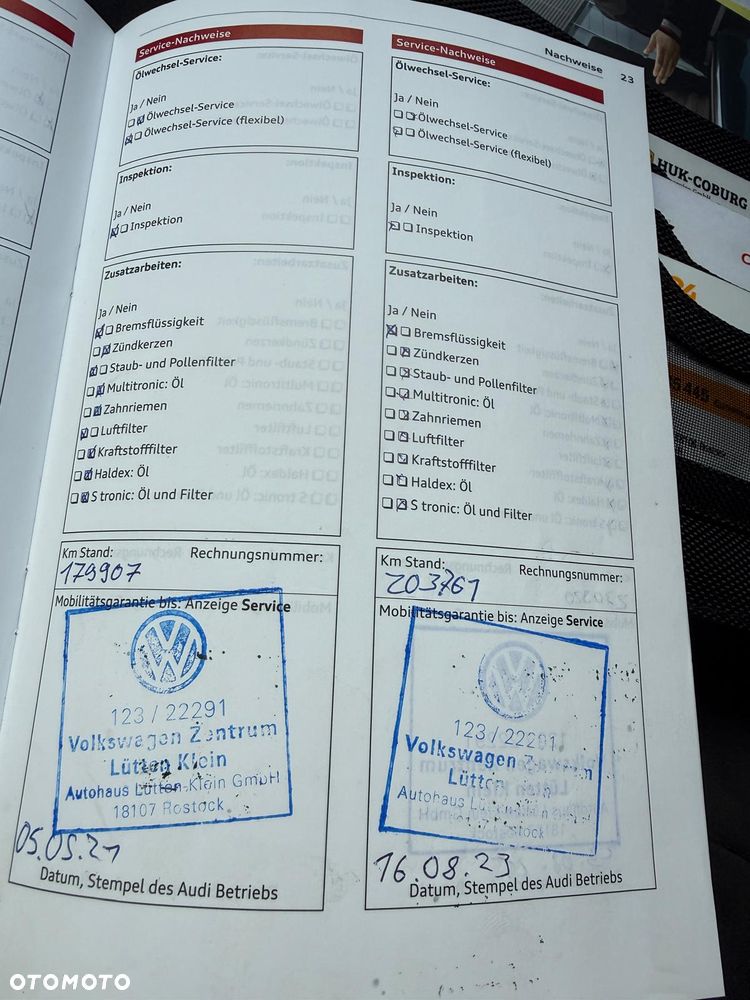 Nachweise 23
Service-Nachweise
Ölwechsel-Service:
Ja / Nein
Ölwechsel-Service
Ölwechsel-Service (flexibel)
Inspektion:
Ja / Nein
Inspektion
Zusatzarbeiten:
Ja / Nein
Bremsflüssigkeit
Zündkerzen
Staub- und Pollenfilter
Multitronic: Öl
Zahnriemen
Luftfilter
Kraftstofffilter
Haldex: Öl
S tronic: Öl und Filter
Km Stand: Rechnungsnummer:
179907
Mobilitätsgarantie bis: Anzeige Service
123 / 22291
Volkswagen Zentrum
Lütten Klein
Autohaus Lütten-Klein GmbH
18107 Rostock
05.05.21
Datum, Stempel des Audi Betriebs
Service-Nachweise
Ölwechsel-Service:
Ja / Nein
Ölwechsel-Service
Ölwechsel-Service (flexibel)
Inspektion:
Ja / Nein
Inspektion
Zusatzarbeiten:
Ja / Nein
Bremsflüssigkeit
Zündkerzen
Staub- und Pollenfilter
Multitronic: Öl
Zahnriemen
Luftfilter
Kraftstofffilter
Haldex: Öl
S tronic: Öl und Filter
Km Stand: Rechnungsnummer:
203761
Mobilitätsgarantie bis: Anzeige Service
123 / 22291
Volkswagen
Lütten
Autohaus
16.08.23
Datum, Stempel des Audi Betriebs
HUK-COBURG
OTOMOTO